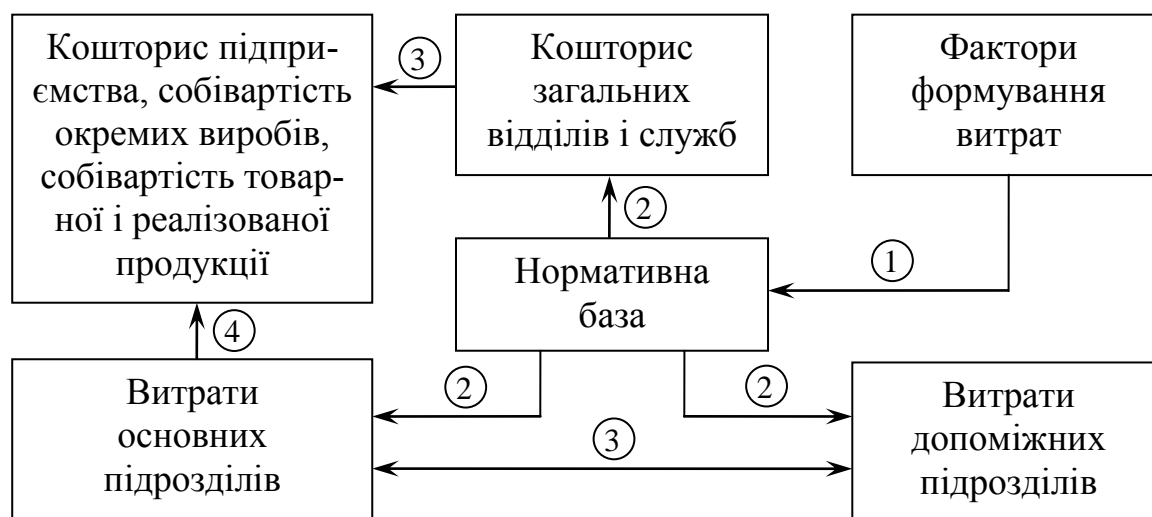 Кошторис підпри-
ємства, собівартість
окремих виробів,
собівартість товар-
ної і реалізованої
продукції
3
Кошторис
загальних
відділів і служб
Фактори
формування
витрат
2
1
Нормативна
база
4
2
2
Витрати
основних
підрозділів
3
Витрати
допоміжних
підрозділів